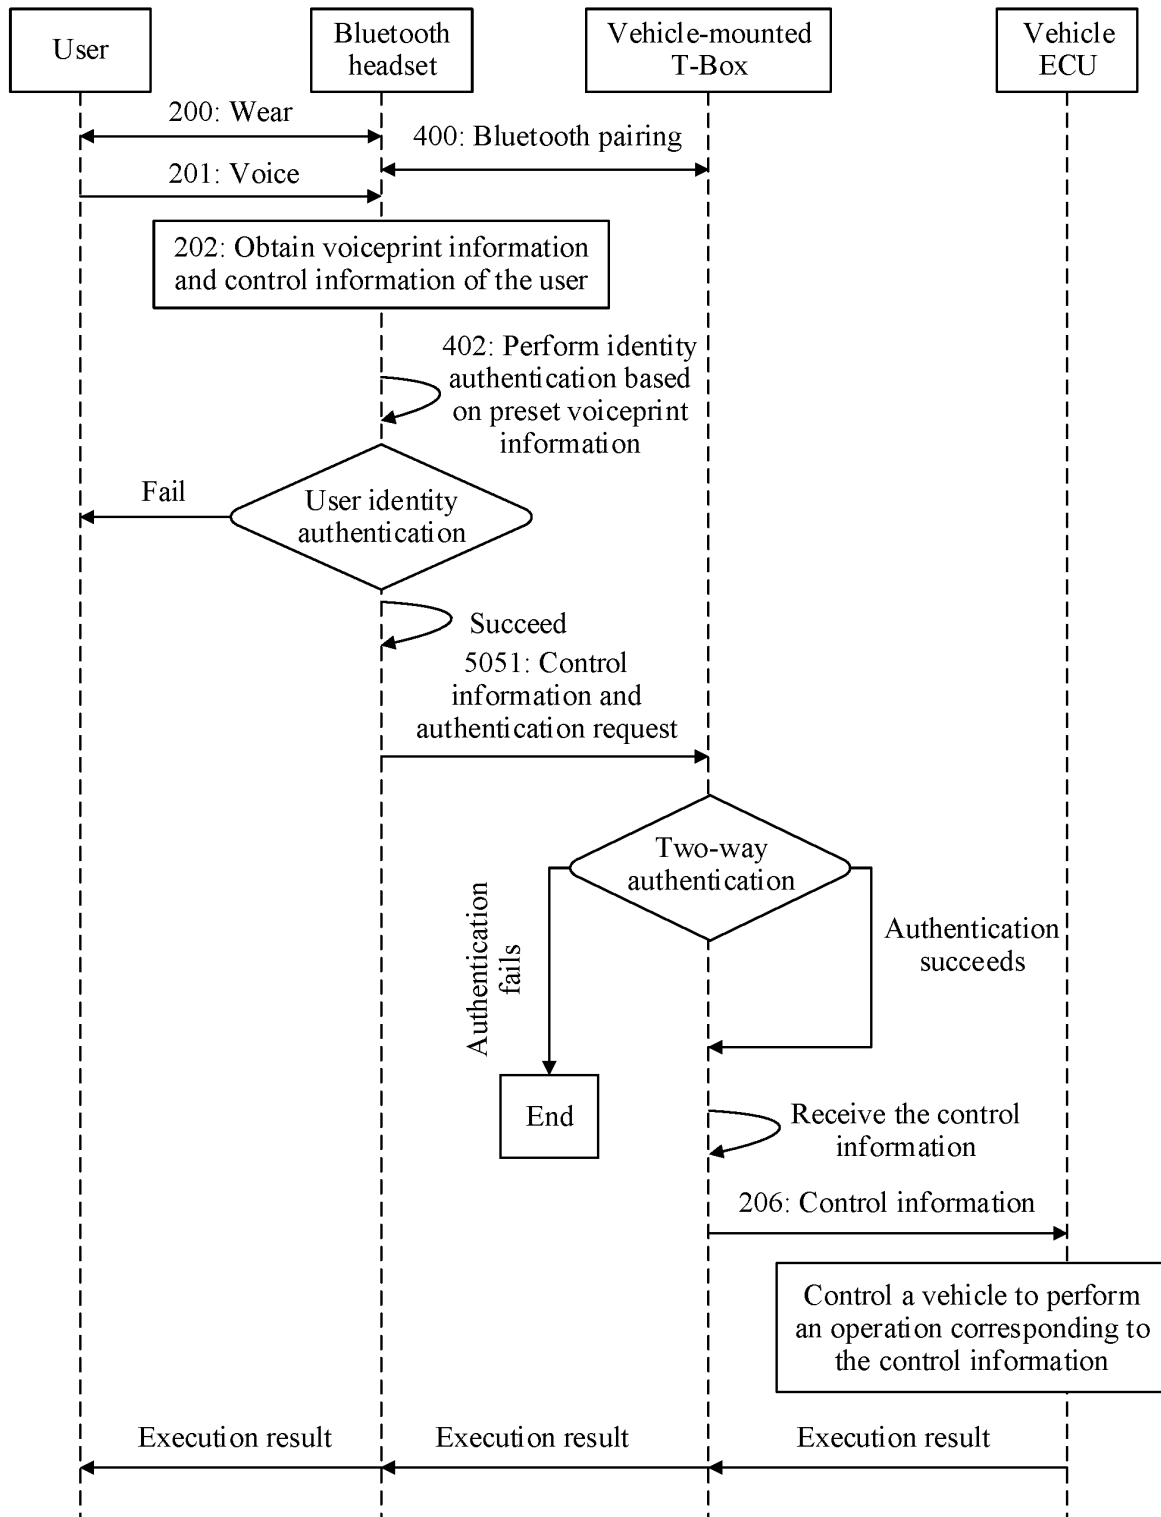 User
Bluetooth
headset
Vehicle-mounted
T-Box
Vehicle
ECU
200: Wear
400: Bluetooth pairing
201: Voice
202: Obtain voiceprint information
and control information of the user
402: Perform identity
authentication based
on preset voiceprint
information
Fail
User identity
authentication
Succeed
5051: Control
information and
authentication request
Two-way
authentication
Authentication
fails
Authentication
succeeds
End
Receive the control
information
206: Control information
Control a vehicle to perform
an operation corresponding to
the control information
Execution result
Execution result
Execution result